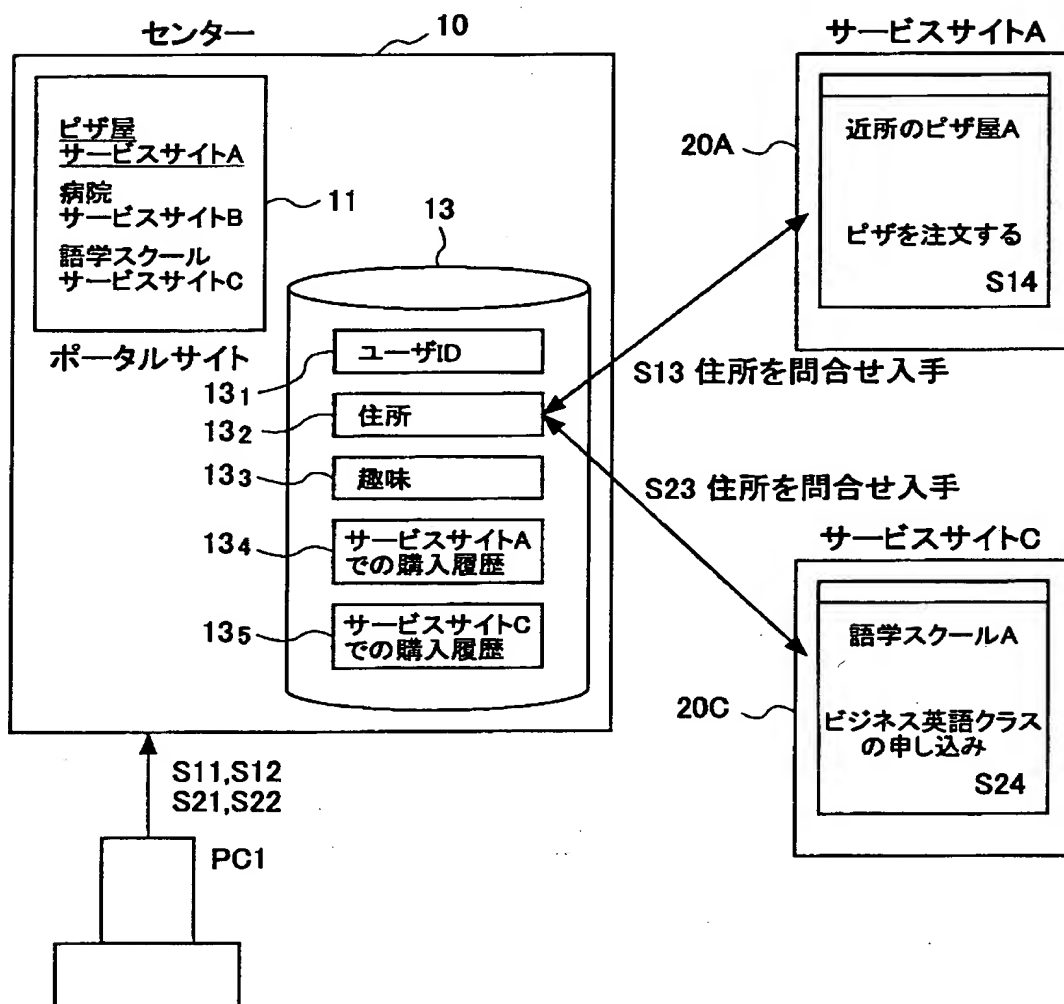 センター
10
ピザ屋
サービスサイトA
病院
サービスサイトB
語学スクール
サービスサイトC
11
ポータルサイト
13
13₁
ユーザID
13₂
住所
13₃
趣味
13₄
サービスサイトA
での購入履歴
13₅
サービスサイトC
での購入履歴
S11,S12
S21,S22
PC1
サービスサイトA
20A
近所のピザ屋A
ピザを注文する
S14
S13 住所を問合せ入手
S23 住所を問合せ入手
サービスサイトC
20C
語学スクールA
ビジネス英語クラス
の申し込み
S24